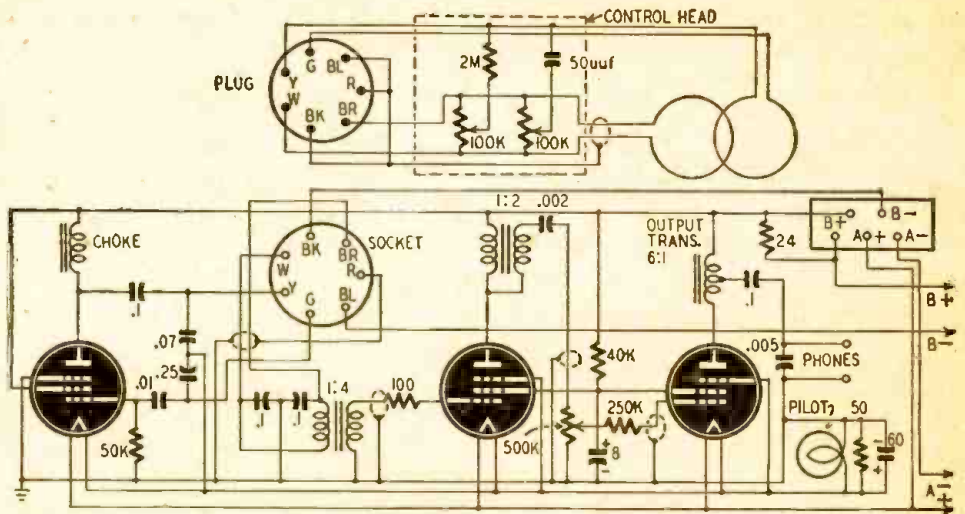 CONTROL HEAD
PLUG
G
BL
Y
R
W
BK
BR
2M
50uuf
100K
100K
CHOKE
.1
.07
.25
.01
50K
BK
SOCKET
BR
W
R
Y
G
BL
1:4
.1
.1
100
1:2
.002
40K
500K
250K
+
8
-
OUTPUT
TRANS.
6:1
.1
.005
PHONES
24
B+
B-
A+
A-
B+
B-
PILOT
50
-
60
+
A-
+